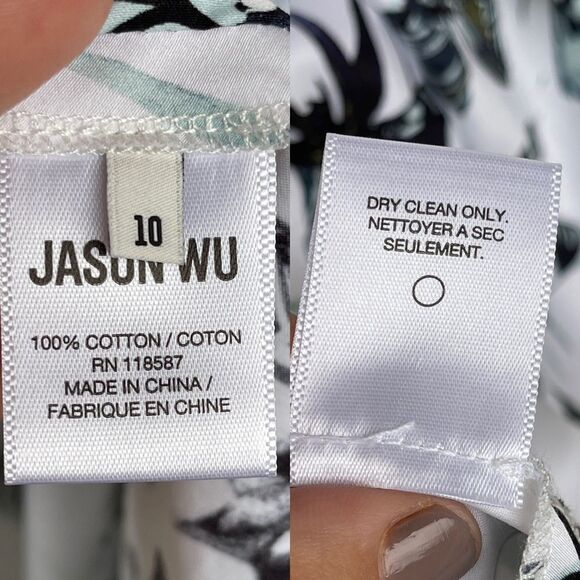 10
JASON WU
100% COTTON / COTON
RN 118587
MADE IN CHINA /
FABRIQUE EN CHINE
DRY CLEAN ONLY.
NETTOYER A SEC
SEULEMENT.